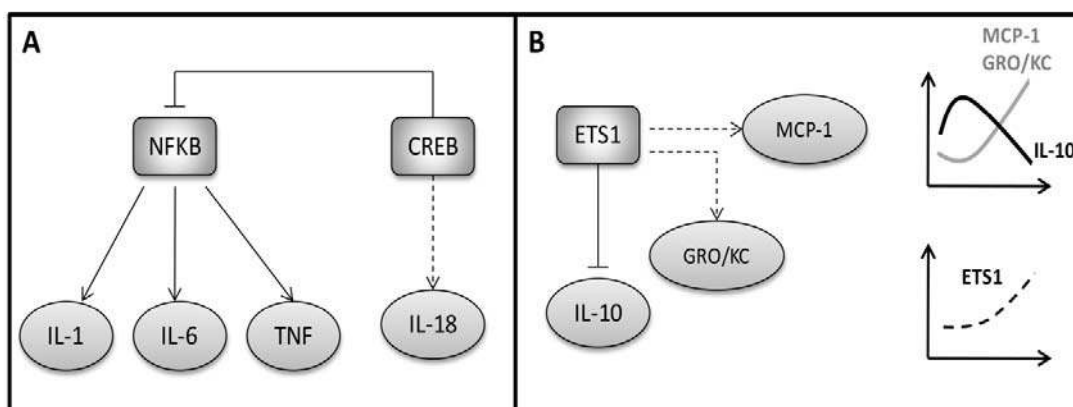 A
NFKB
CREB
IL-1
IL-6
TNF
IL-18
B
ETS1
MCP-1
GRO/KC
IL-10
MCP-1
GRO/KC
IL-10
ETS1